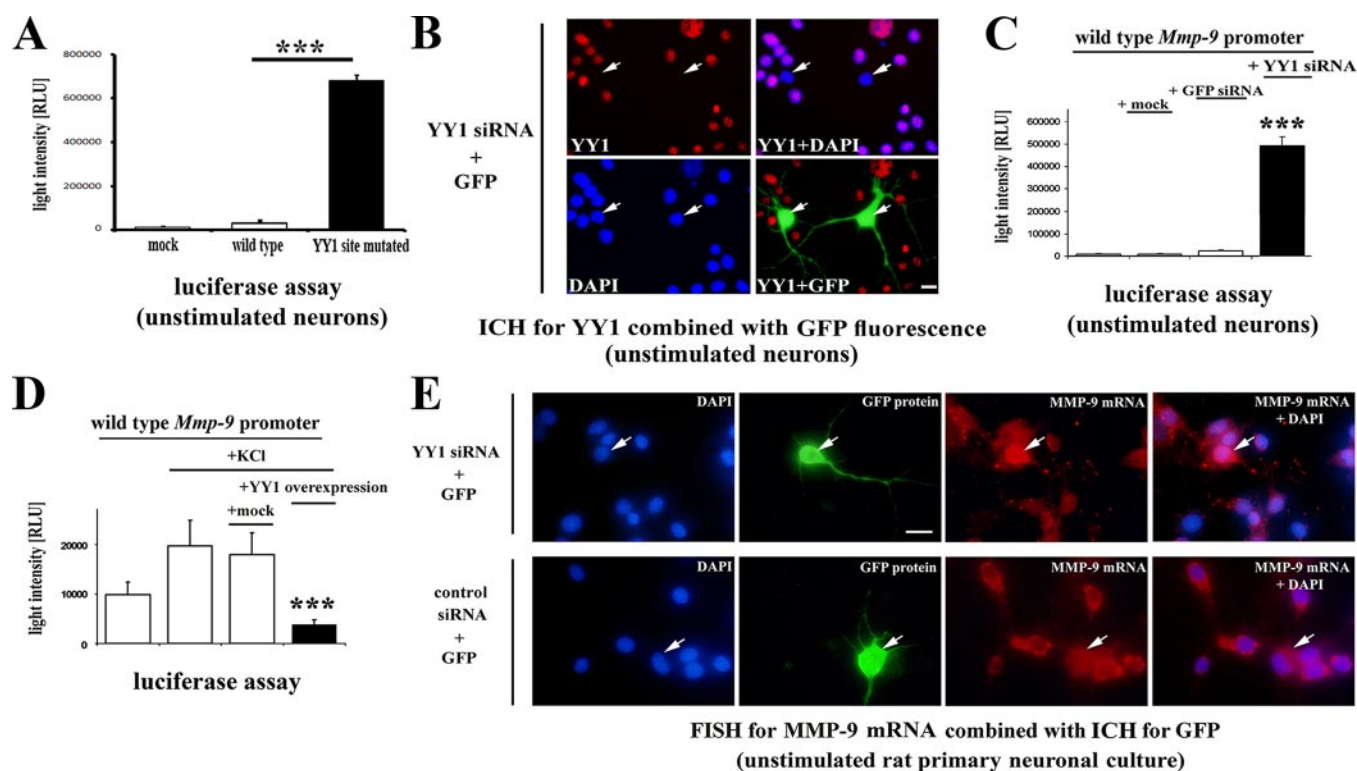 A
***
light intensity [RLU]
800000
600000
400000
200000
0
mock wild type YY1 site mutated
luciferase assay
(unstimulated neurons)
B
YY1 siRNA
+
GFP
YY1 YY1+DAPI
DAPI YY1+GFP
ICH for YY1 combined with GFP fluorescence
(unstimulated neurons)
C
wild type Mmp-9 promoter
+ YY1 siRNA
+ GFP siRNA
+ mock
***
light intensity [RLU]
600000
500000
400000
300000
200000
100000
0
luciferase assay
(unstimulated neurons)
D
wild type Mmp-9 promoter
+KCl
+YY1 overexpression
+mock
***
light intensity [RLU]
20000
10000
0
luciferase assay
E
YY1 siRNA
+
GFP
DAPI GFP protein MMP-9 mRNA MMP-9 mRNA
+ DAPI
control
siRNA
+
GFP
DAPI GFP protein MMP-9 mRNA MMP-9 mRNA
+ DAPI
FISH for MMP-9 mRNA combined with ICH for GFP
(unstimulated rat primary neuronal culture)